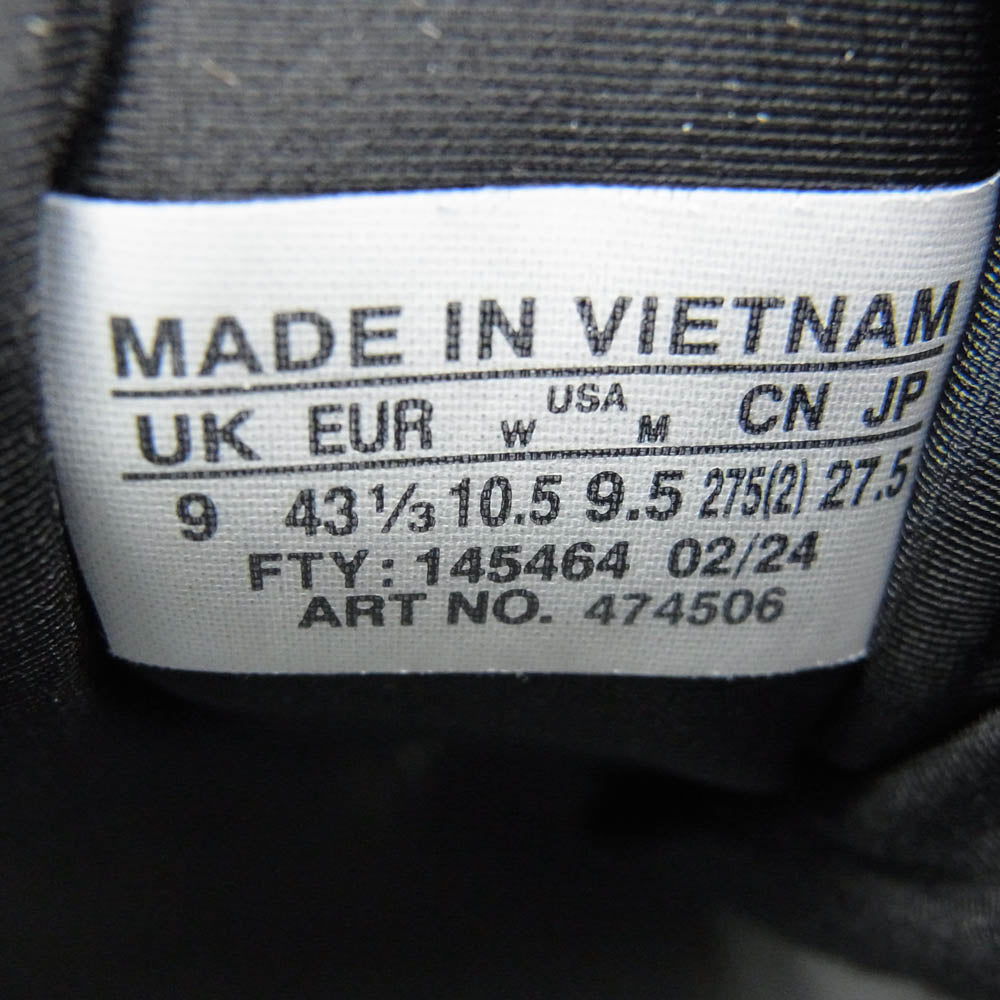 MADE IN VIETNAM
UK EUR W USA M CN JP
9 43⅓ 10.5 9.5 275(2) 27.5
FTY: 145464 02/24
ART NO. 474506